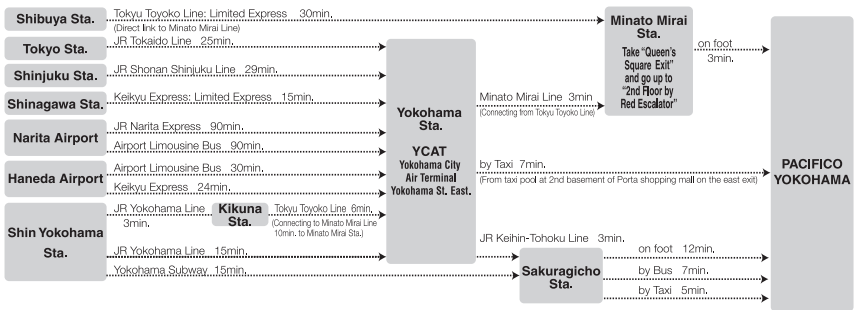 Shibuya Sta.
Tokyu Toyoko Line: Limited Express 30min.
(Direct link to Minato Mirai Line)
Minato Mirai
Sta.
Take "Queen's
Square Exit"
and go up to
"2nd Floor by
Red Escalator"
on foot
3min.
Tokyo Sta.
JR Tokaido Line 25min.
Shinjuku Sta.
JR Shonan Shinjuku Line 29min.
Shinagawa Sta.
Keikyu Express: Limited Express 15min.
Narita Airport
JR Narita Express 90min.
Airport Limousine Bus 90min.
Haneda Airport
Airport Limousine Bus 30min.
Keikyu Express 24min.
Shin Yokohama
Sta.
JR Yokohama Line
3min.
Kikuna
Sta.
Tokyu Toyoko Line 6min.
(Connecting to Minato Mirai Line
10min. to Minato Mirai Sta.)
JR Yokohama Line 15min.
Yokohama Subway 15min.
Yokohama
Sta.
YCAT
Yokohama City
Air Terminal
Yokohama St. East.
Minato Mirai Line 3min
(Connecting from Tokyu Toyoko Line)
by Taxi 7min.
(From taxi pool at 2nd basement of Porta shopping mall on the east exit)
JR Keihin-Tohoku Line 3min.
Sakuragicho
Sta.
on foot 12min.
by Bus 7min.
by Taxi 5min.
PACIFICO
YOKOHAMA